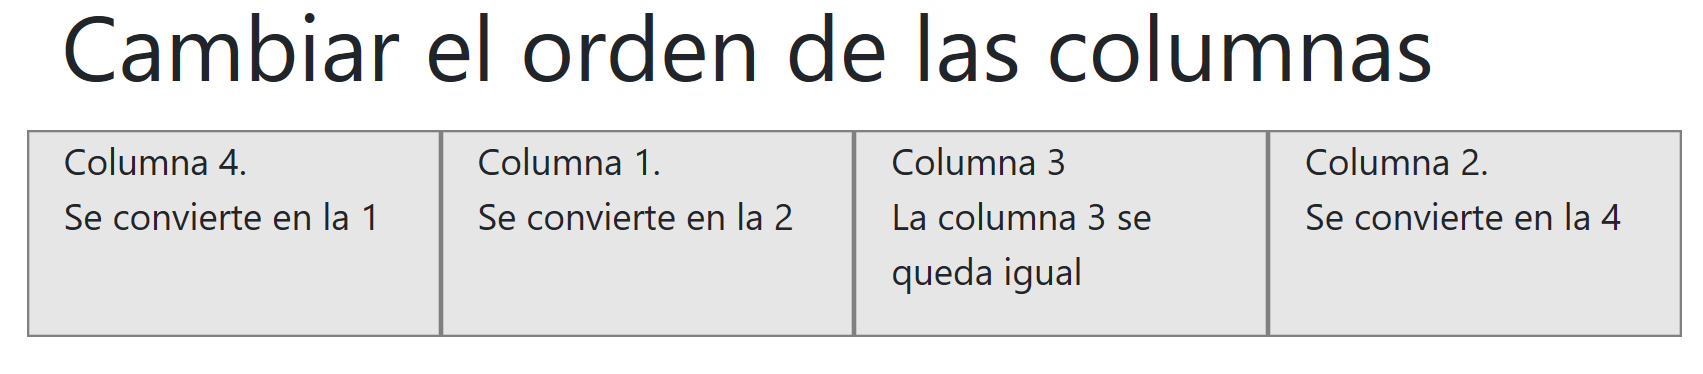 Cambiar el orden de las columnas
Columna 4.
Se convierte en la 1
Columna 1.
Se convierte en la 2
Columna 3
La columna 3 se
queda igual
Columna 2.
Se convierte en la 4